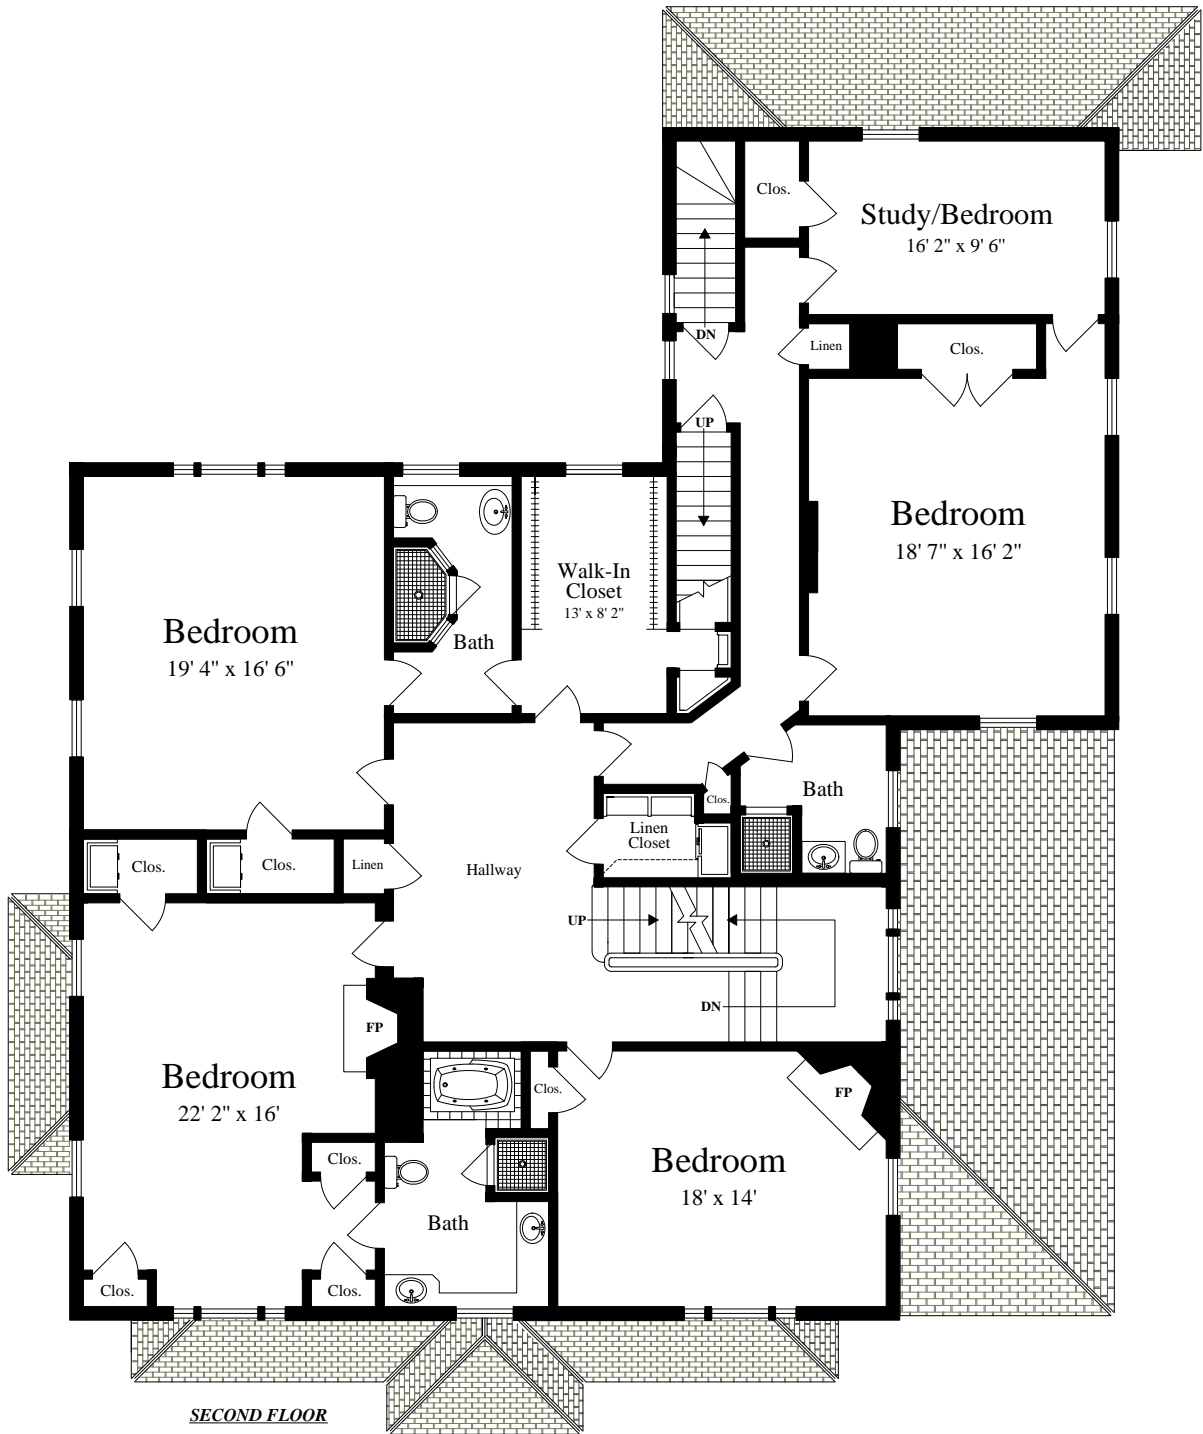 Clos.
Study/Bedroom
16' 2" x 9' 6"
DN
Linen
Clos.
UP
Bedroom
18' 7" x 16' 2"
Walk-In
Closet
13' x 8' 2"
Bedroom
19' 4" x 16' 6"
Bath
Bath
Clos.
Linen
Closet
Clos.
Clos.
Linen
Hallway
UP
DN
FP
Bedroom
22' 2" x 16'
Clos.
FP
Bedroom
18' x 14'
Clos.
Bath
Clos.
Clos.
SECOND FLOOR